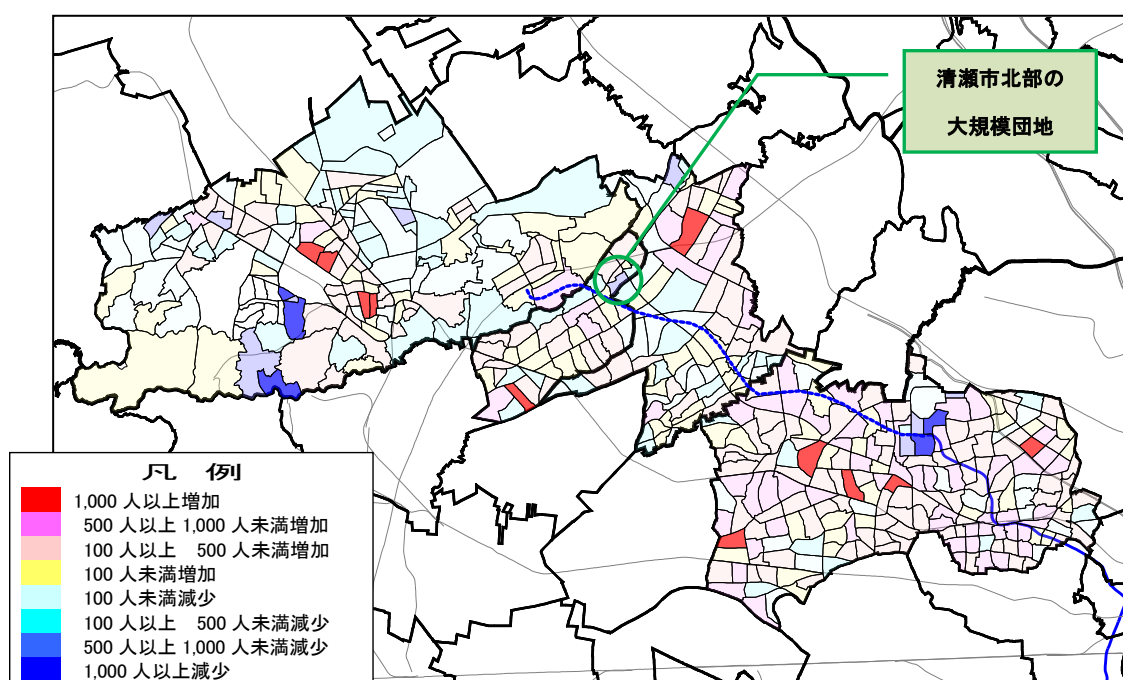 清瀬市北部の
大規模団地
凡 例
1,000 人以上増加
500 人以上 1,000 人未満増加
100 人以上 500 人未満増加
100 人未満増加
100 人未満減少
100 人以上 500 人未満減少
500 人以上 1,000 人未満減少
1,000 人以上減少